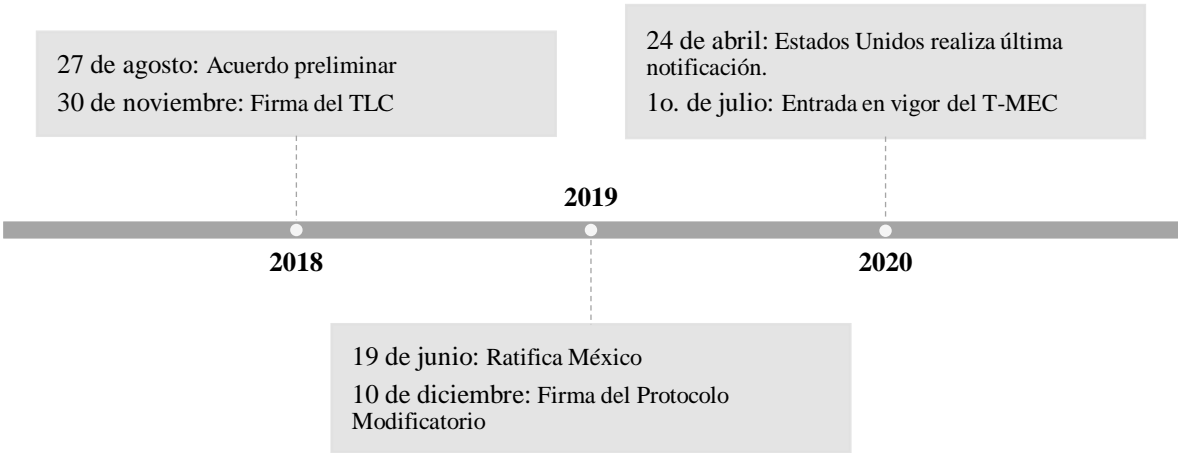 27 de agosto: Acuerdo preliminar
30 de noviembre: Firma del TLC
2018
2019
19 de junio: Ratifica México
10 de diciembre: Firma del Protocolo
Modificatorio
24 de abril: Estados Unidos realiza última
notificación.
1o. de julio: Entrada en vigor del T-MEC
2020